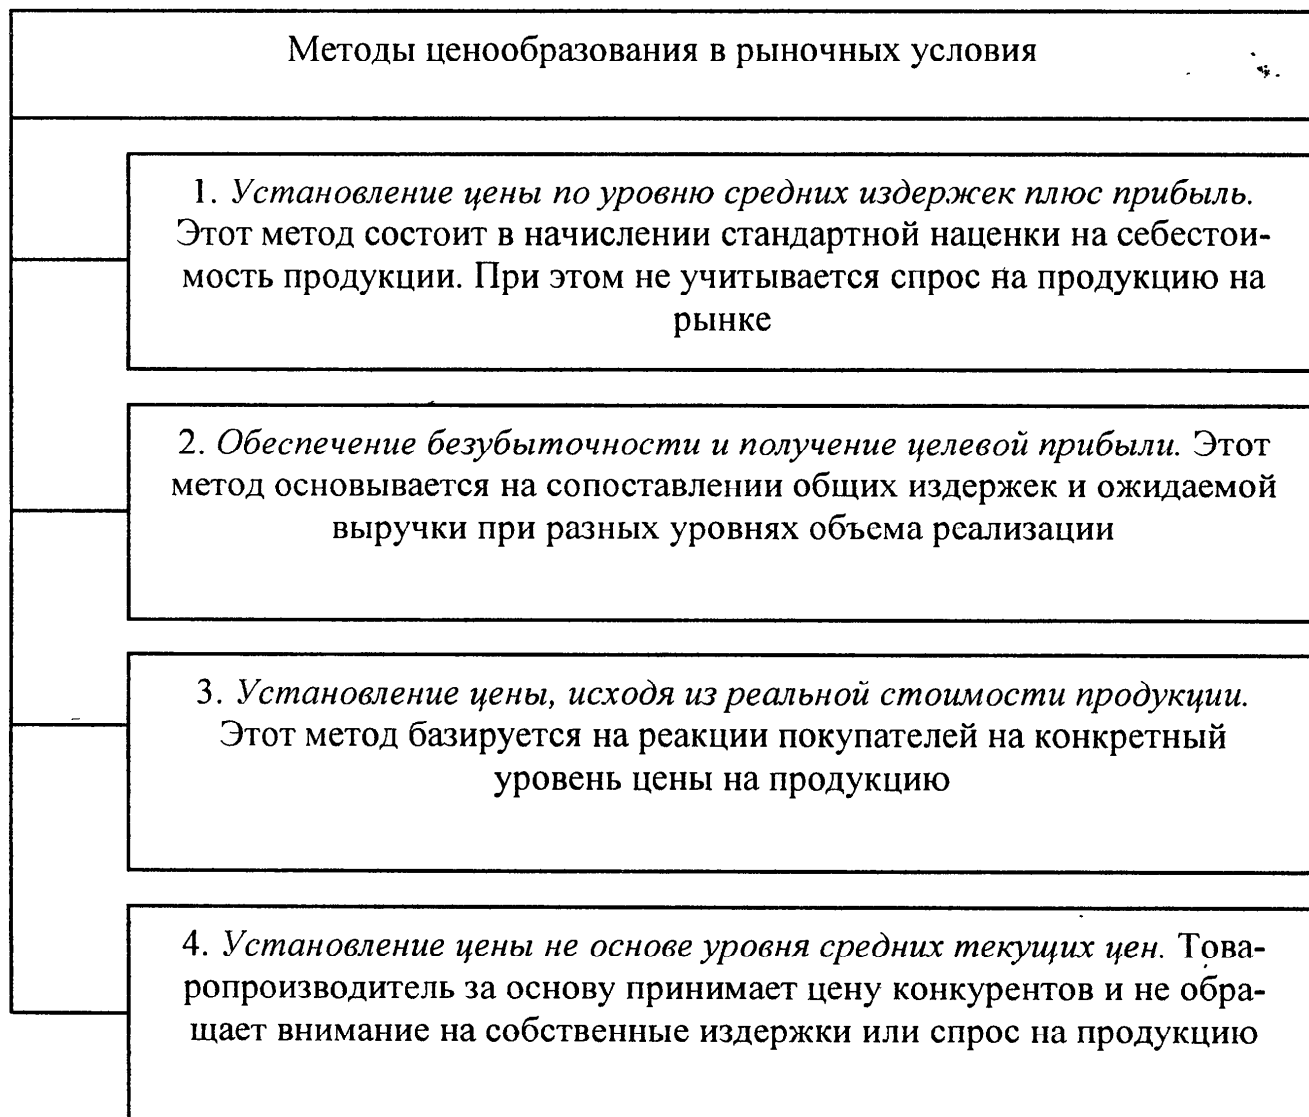 Методы ценообразования в рыночных условия
1. Установление цены по уровню средних издержек плюс прибыль.
Этот метод состоит в начислении стандартной наценки на себестои-
мость продукции. При этом не учитывается спрос на продукцию на
рынке
2. Обеспечение безубыточности и получение целевой прибыли. Этот
метод основывается на сопоставлении общих издержек и ожидаемой
выручки при разных уровнях объема реализации
3. Установление цены, исходя из реальной стоимости продукции.
Этот метод базируется на реакции покупателей на конкретный
уровень цены на продукцию
4. Установление цены не основе уровня средних текущих цен. Това-
ропроизводитель за основу принимает цену конкурентов и не обра-
щает внимание на собственные издержки или спрос на продукцию